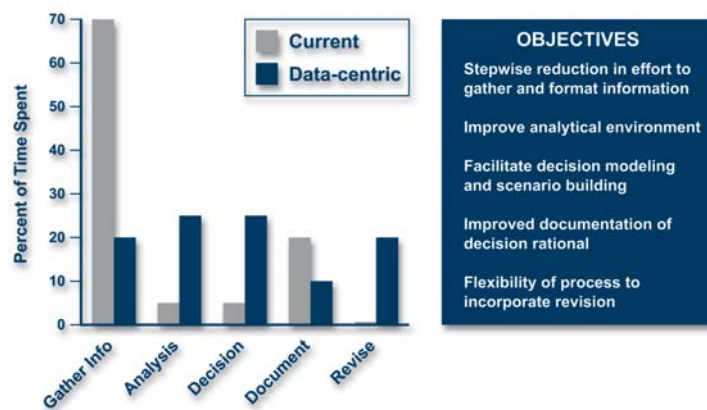 70
60
50
40
30
20
10
0
Percent of Time Spent
Current
Data-centric
Gather Info
Analysis
Decision
Document
Revise
OBJECTIVES
Stepwise reduction in effort to
gather and format information
Improve analytical environment
Facilitate decision modeling
and scenario building
Improved documentation of
decision rational
Flexibility of process to
incorporate revision